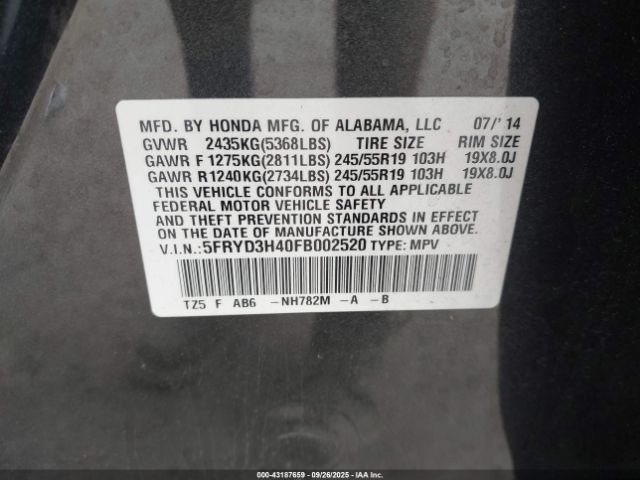 MFD. BY HONDA MFG. OF ALABAMA, LLC 07/'14
GVWR 2435KG(5368LBS) TIRE SIZE RIM SIZE
GAWR F 1275KG(2811LBS) 245/55R19 103H 19X8.0J
GAWR R1240KG(2734LBS) 245/55R19 103H 19X8.0J
THIS VEHICLE CONFORMS TO ALL APPLICABLE
FEDERAL MOTOR VEHICLE SAFETY
AND THEFT PREVENTION STANDARDS IN EFFECT
ON THE DATE OF MANUFACTURE SHOWN ABOVE.
V.I.N.:5FRYD3H40FB002520 TYPE: MPV
TZ5 F AB6 -NH782M -A -B
00-43187659 - 09/26/2025 - IAA Inc.